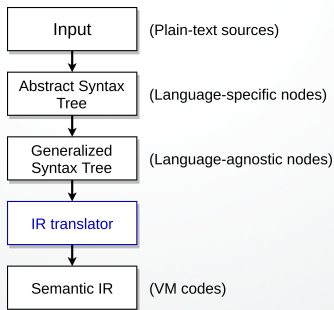 Input (Plain-text sources)
Abstract Syntax
Tree
(Language-specific nodes)
Generalized
Syntax Tree
(Language-agnostic nodes)
IR translator
Semantic IR (VM codes)